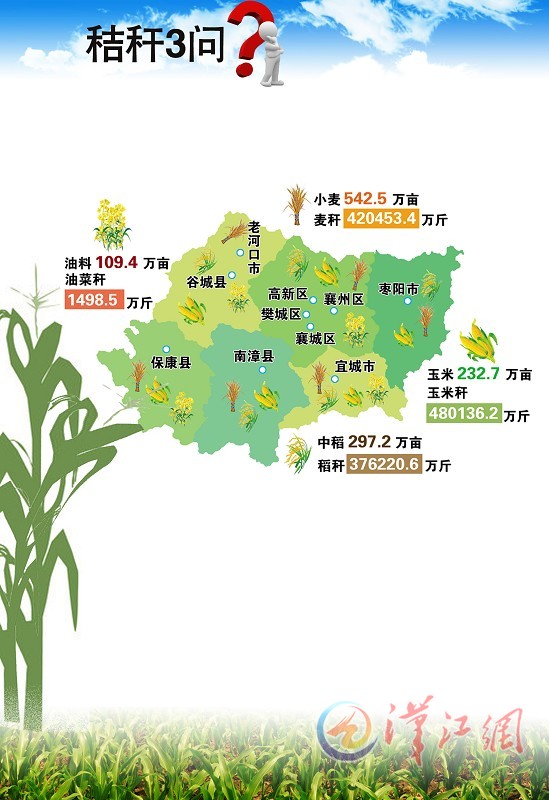 秸秆3问?
小麦 542.5 万亩
麦秆 420453.4 万斤
油料 109.4 万亩
油菜秆
1498.5 万斤
老河口市
谷城县
高新区
襄州区
樊城区
襄城区
枣阳市
保康县
南漳县
宜城市
玉米 232.7 万亩
玉米秆
480136.2 万斤
中稻 297.2 万亩
稻秆 376220.6 万斤
漢江網